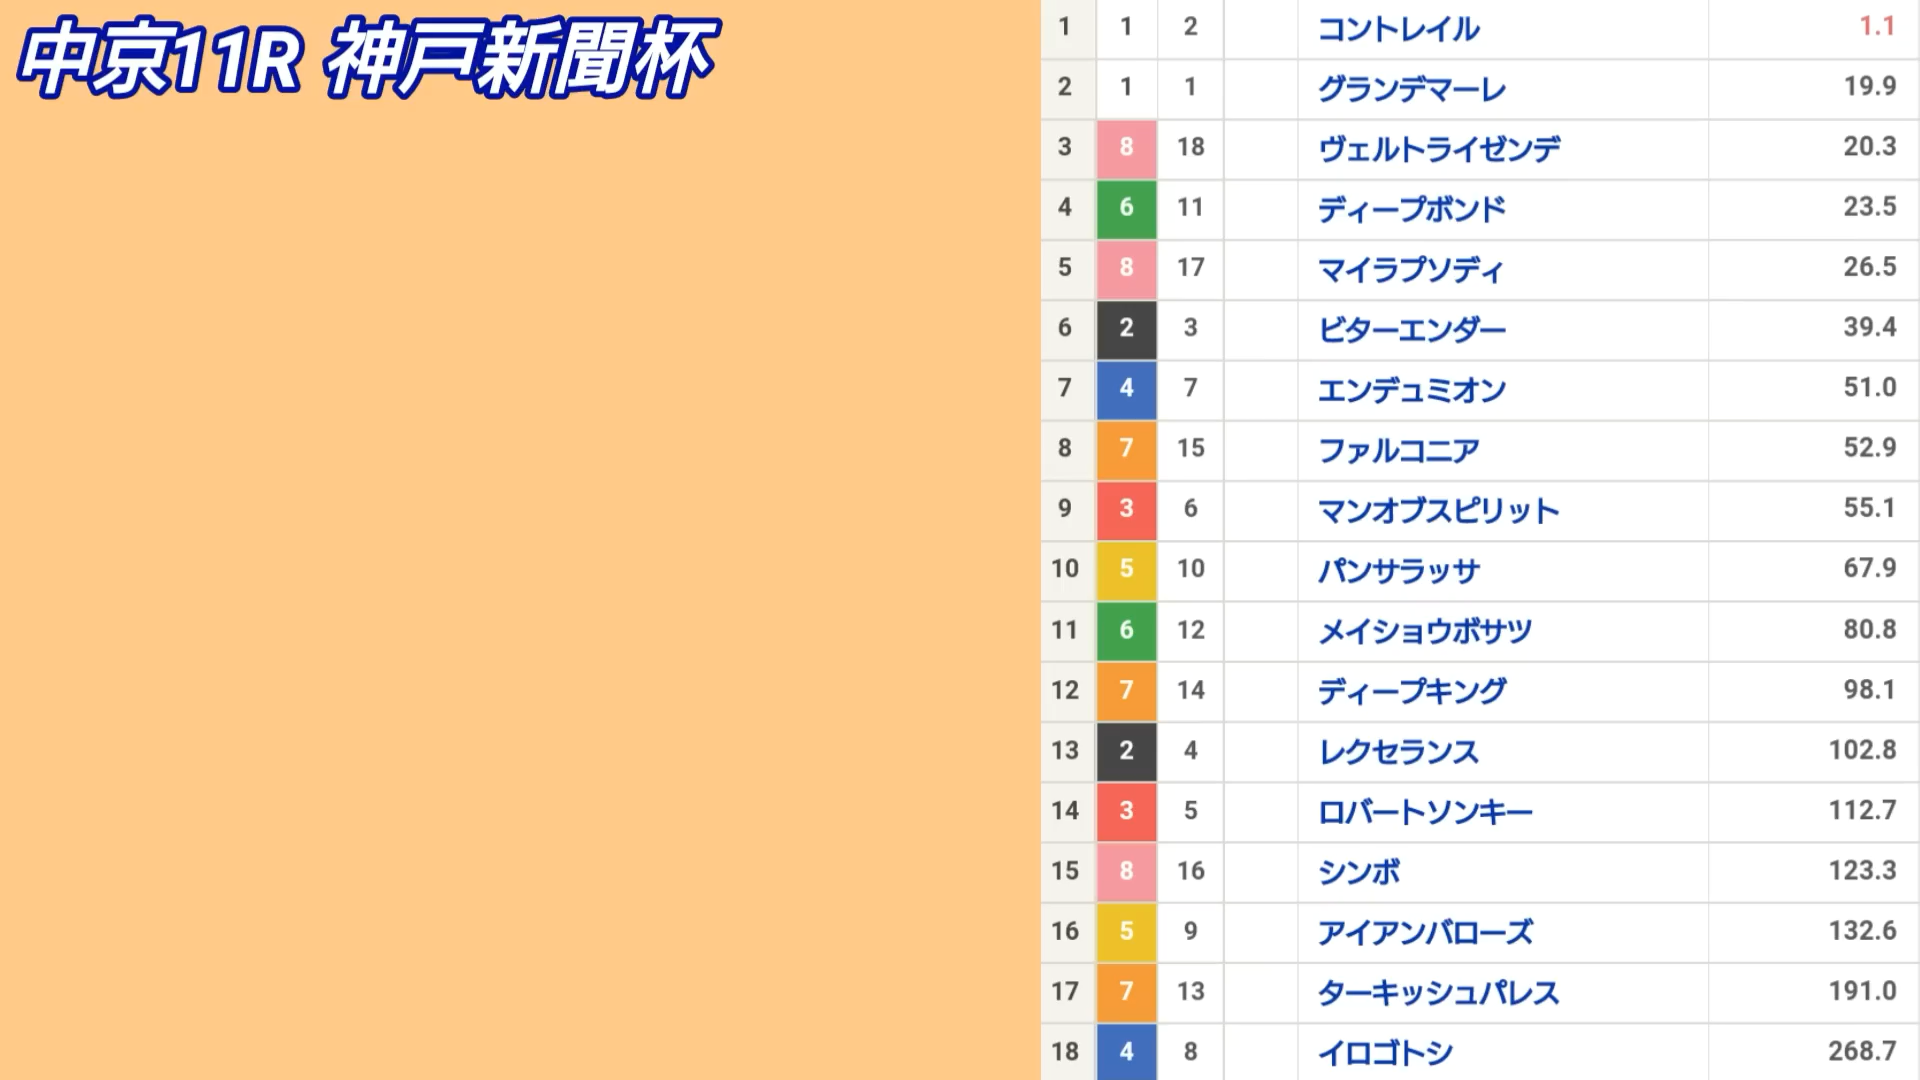 中京11R 神戸新聞杯
1 1 2 コントレイル 1.1
2 1 1 グランデマーレ 19.9
3 8 18 ヴェルトライゼンデ 20.3
4 6 11 ディープボンド 23.5
5 8 17 マイラプソディ 26.5
6 2 3 ビターエンダー 39.4
7 4 7 エンデュミオン 51.0
8 7 15 ファルコニア 52.9
9 3 6 マンオブスピリット 55.1
10 5 10 パンサラッサ 67.9
11 6 12 メイショウボサツ 80.8
12 7 14 ディープキング 98.1
13 2 4 レクセランス 102.8
14 3 5 ロバートソンキー 112.7
15 8 16 シンボ 123.3
16 5 9 アイアンバローズ 132.6
17 7 13 ターキッシュパレス 191.0
18 4 8 イロゴトシ 268.7